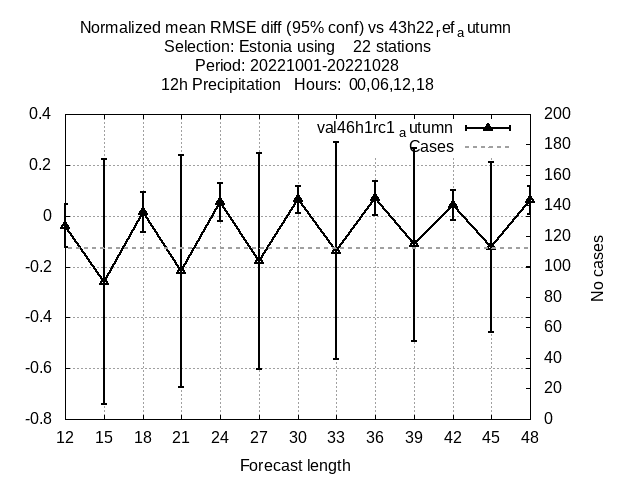 Normalized mean RMSE diff (95% conf) vs 43h22refautumn
Selection: Estonia using 22 stations
Period: 20221001-20221028
12h Precipitation Hours: 00,06,12,18
val46h1rc1autumn
Cases
0.4
0.2
0
-0.2
-0.4
-0.6
-0.8
200
180
160
140
120
100
80
60
40
20
0
No cases
12 15 18 21 24 27 30 33 36 39 42 45 48
Forecast length